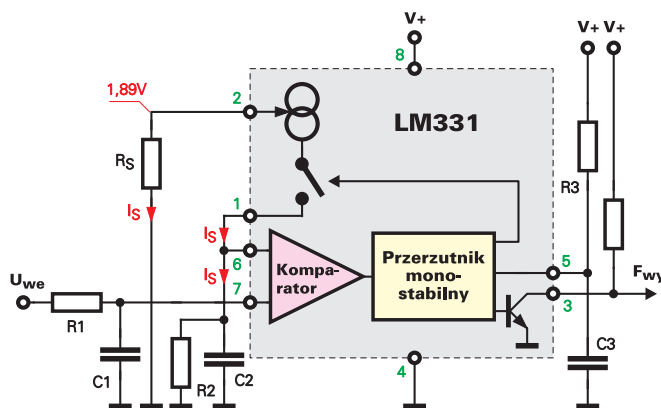 V+
V+ V+
8
1,89V
2
LM331
RS
R3
IS
1
IS
6
IS
Kompa-
rator
Przerzutnik
mono-
stabilny
5
Uwe
7
3
Fwy
R1
C1
R2
C2
4
C3